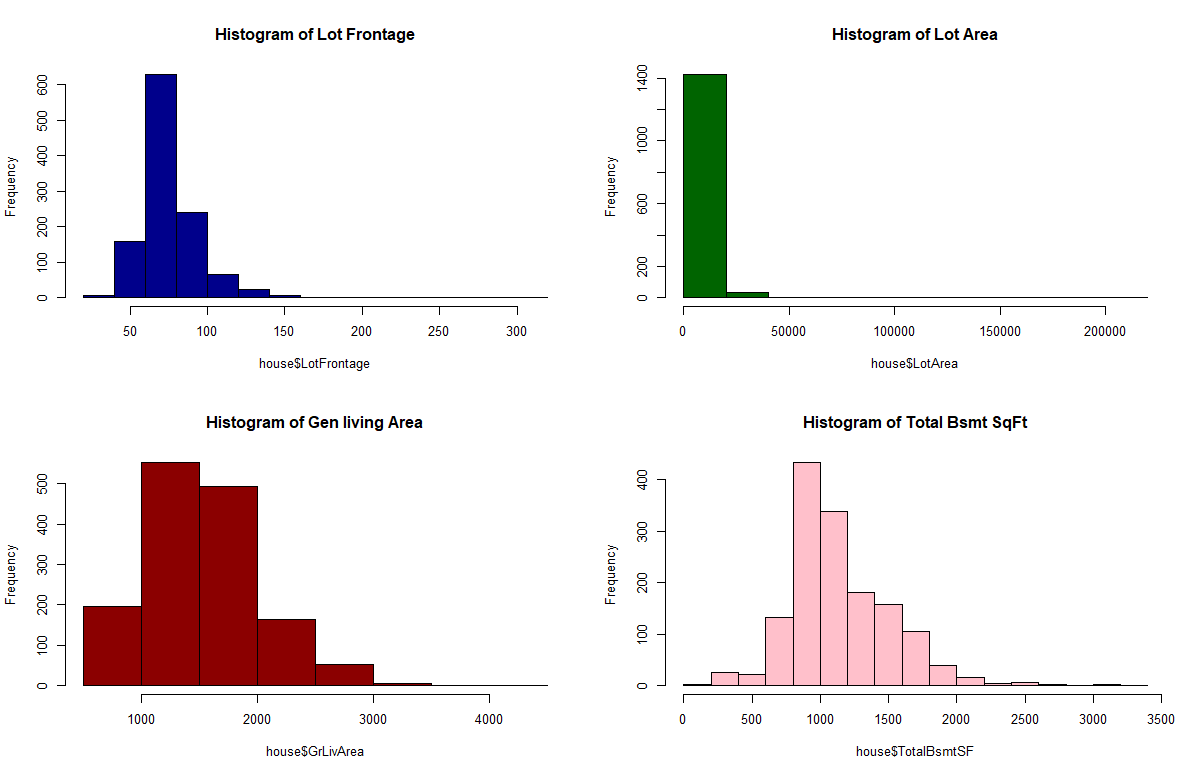 Histogram of Lot Frontage
Frequency
0 100 200 300 400 500 600
50 100 150 200 250 300
house$LotFrontage
Histogram of Lot Area
Frequency
0 200 600 1000 1400
0 50000 100000 150000 200000
house$LotArea
Histogram of Gen living Area
Frequency
0 100 200 300 400 500
1000 2000 3000 4000
house$GrLivArea
Histogram of Total Bsmt SqFt
Frequency
0 100 200 300 400
0 500 1000 1500 2000 2500 3000 3500
house$TotalBsmtSF